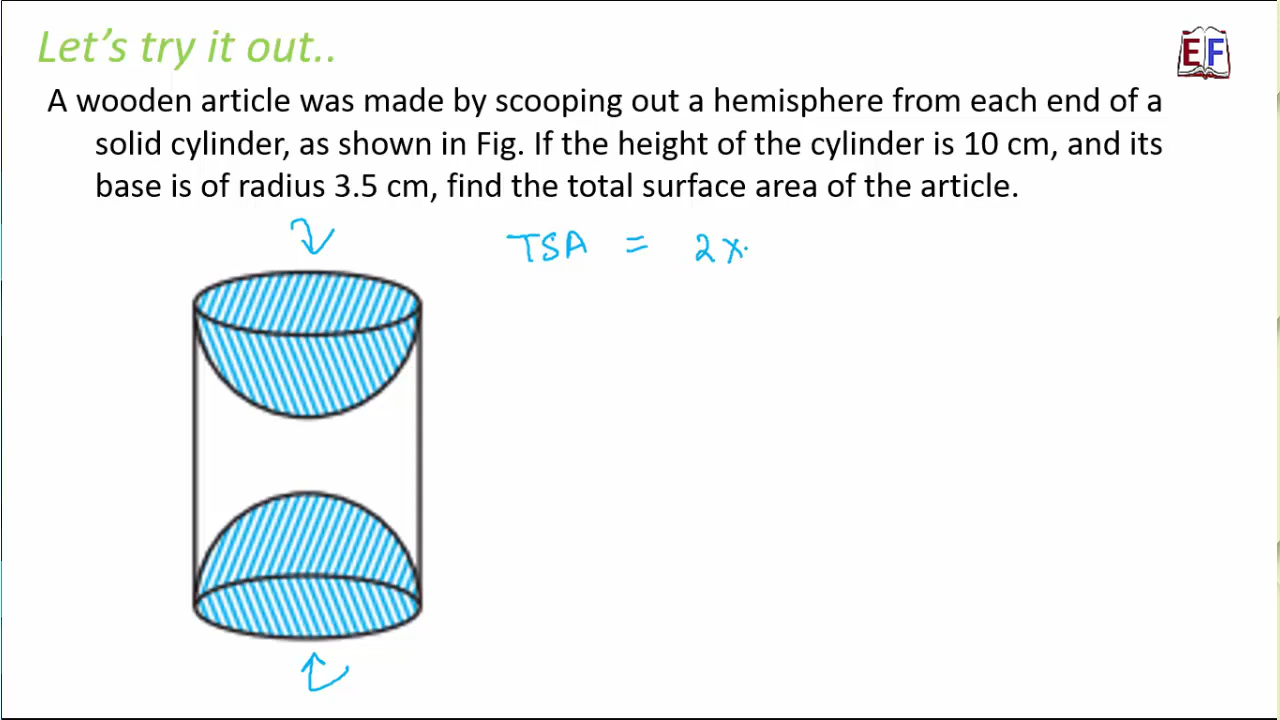 Let's try it out..
EF
A wooden article was made by scooping out a hemisphere from each end of a
solid cylinder, as shown in Fig. If the height of the cylinder is 10 cm, and its
base is of radius 3.5 cm, find the total surface area of the article.
TSA = 2x